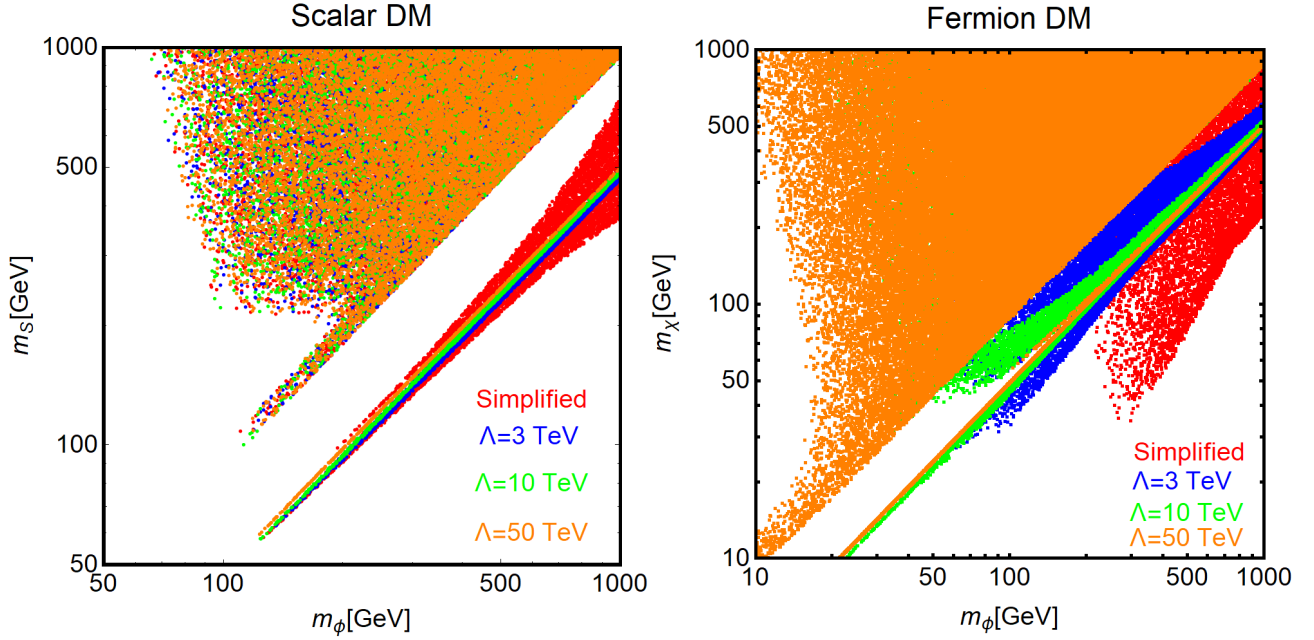 Scalar DM
1000
500
100
50
m_S[GeV]
50
100
500
1000
m_ϕ[GeV]
Simplified
Λ=3 TeV
Λ=10 TeV
Λ=50 TeV
Fermion DM
1000
500
100
50
10
m_χ[GeV]
10
50
100
500
1000
m_ϕ[GeV]
Simplified
Λ=3 TeV
Λ=10 TeV
Λ=50 TeV